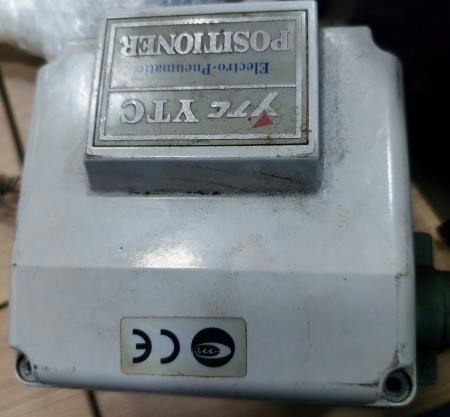 YTC YTC
Electro-Pneumatic
POSITIONER
CE